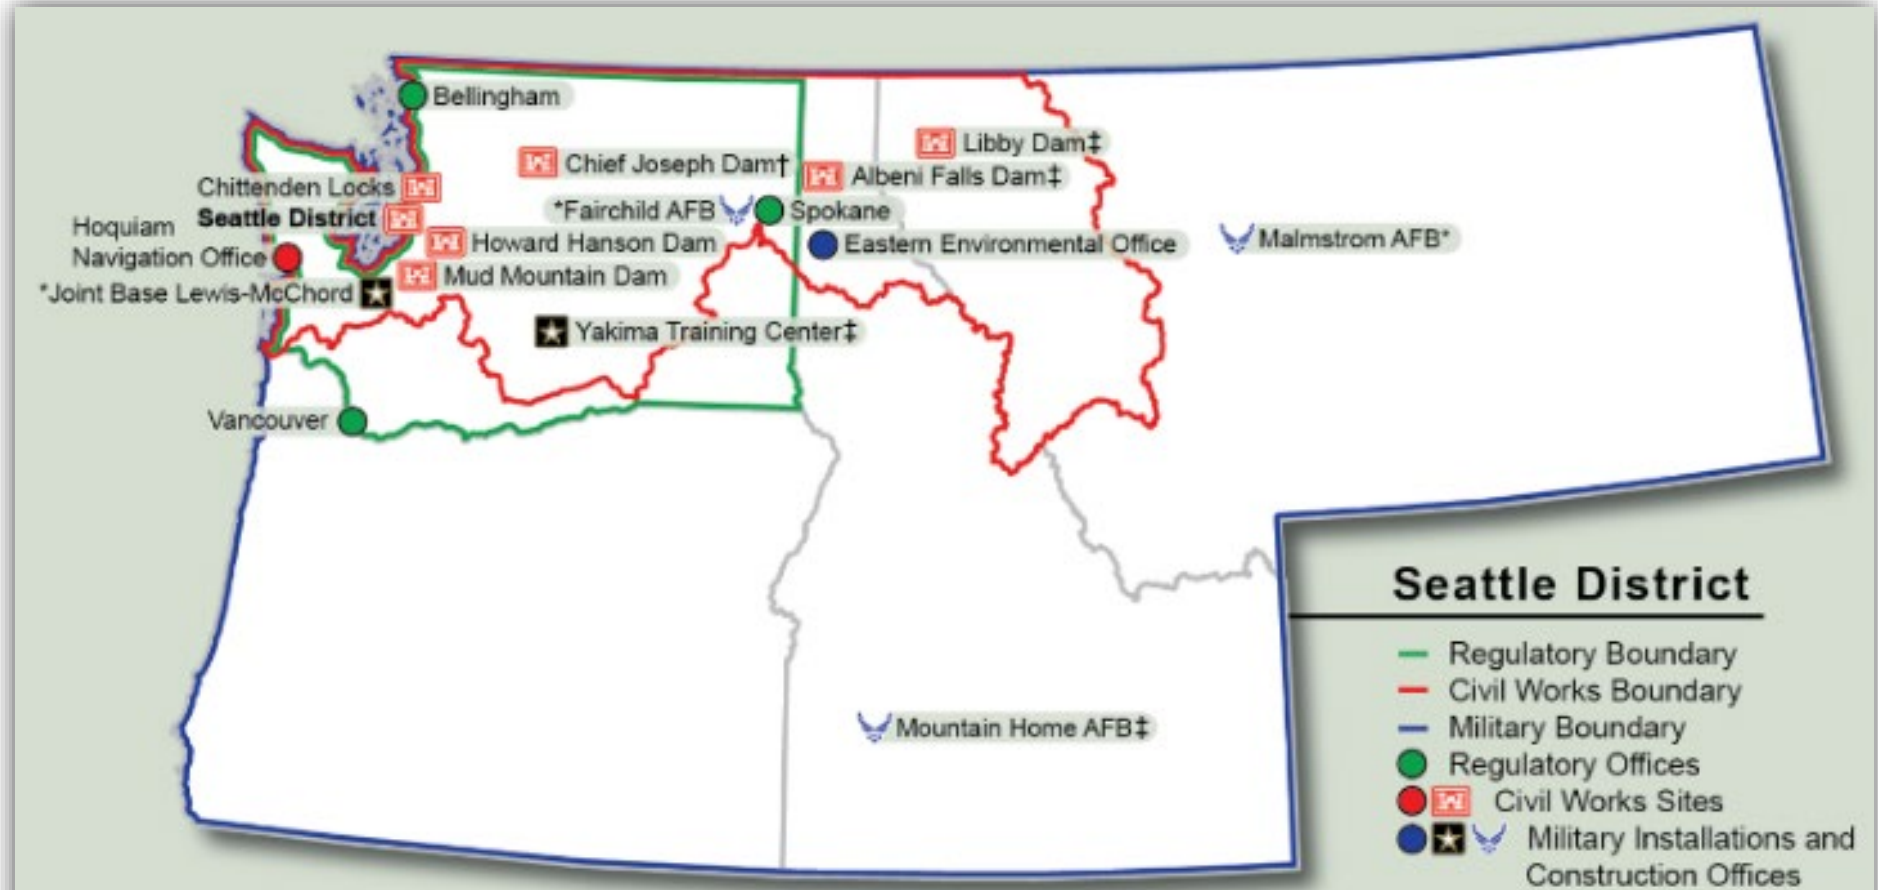 Bellingham
Libby Dam‡
Chief Joseph Dam†
Albeni Falls Dam‡
Chittenden Locks
*Fairchild AFB
Spokane
Seattle District
Hoquiam
Navigation Office
Howard Hanson Dam
Eastern Environmental Office
Malmstrom AFB*
Mud Mountain Dam
*Joint Base Lewis-McChord
Yakima Training Center‡
Vancouver
Mountain Home AFB‡
Seattle District
Regulatory Boundary
Civil Works Boundary
Military Boundary
Regulatory Offices
Civil Works Sites
Military Installations and
Construction Offices